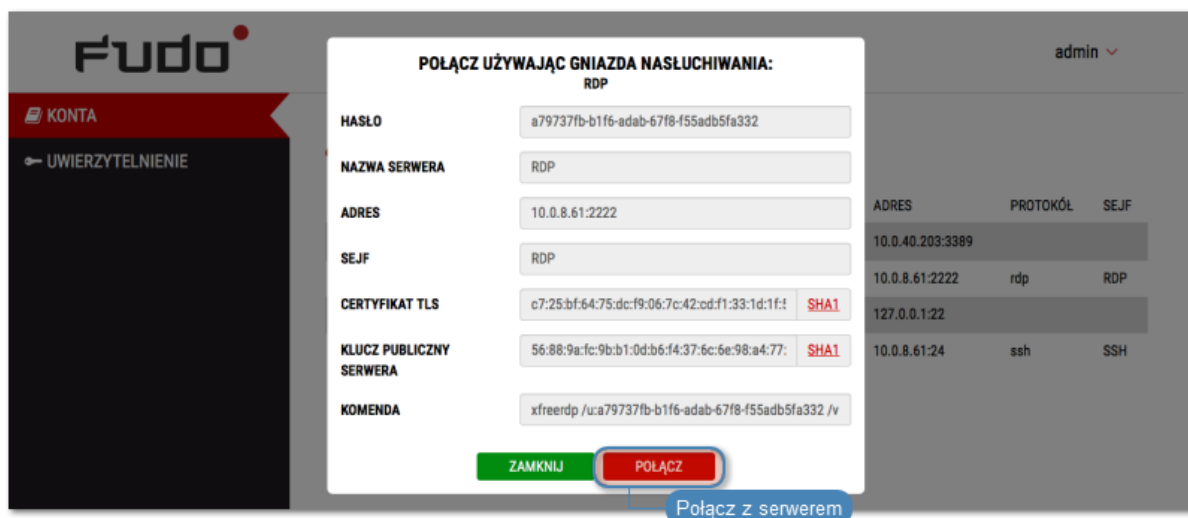 Fudo
admin
KONTA
UWIERZYTELNIENIE
POŁĄCZ UŻYWAJĄC GNIAZDA NASŁUCHIWANIA:
RDP
HASŁO a79737fb-b1f6-adab-67f8-f55adb5fa332
NAZWA SERWERA RDP
ADRES 10.0.8.61:2222
SEJF RDP
CERTYFIKAT TLS c7:25:bf:64:75:dc:f9:06:7c:42:cd:f1:33:1d:1f: SHA1
KLUCZ PUBLICZNY SERWERA 56:88:9a:fc:9b:b1:0d:b6:f4:37:6c:6e:98:a4:77: SHA1
KOMENDA xfreerdp /u:a79737fb-b1f6-adab-67f8-f55adb5fa332 /v
ZAMKNIJ POŁĄCZ
Połącz z serwerem
ADRES PROTOKÓŁ SEJF
10.0.40.203:3389
10.0.8.61:2222 rdp RDP
127.0.0.1:22
10.0.8.61:24 ssh SSH